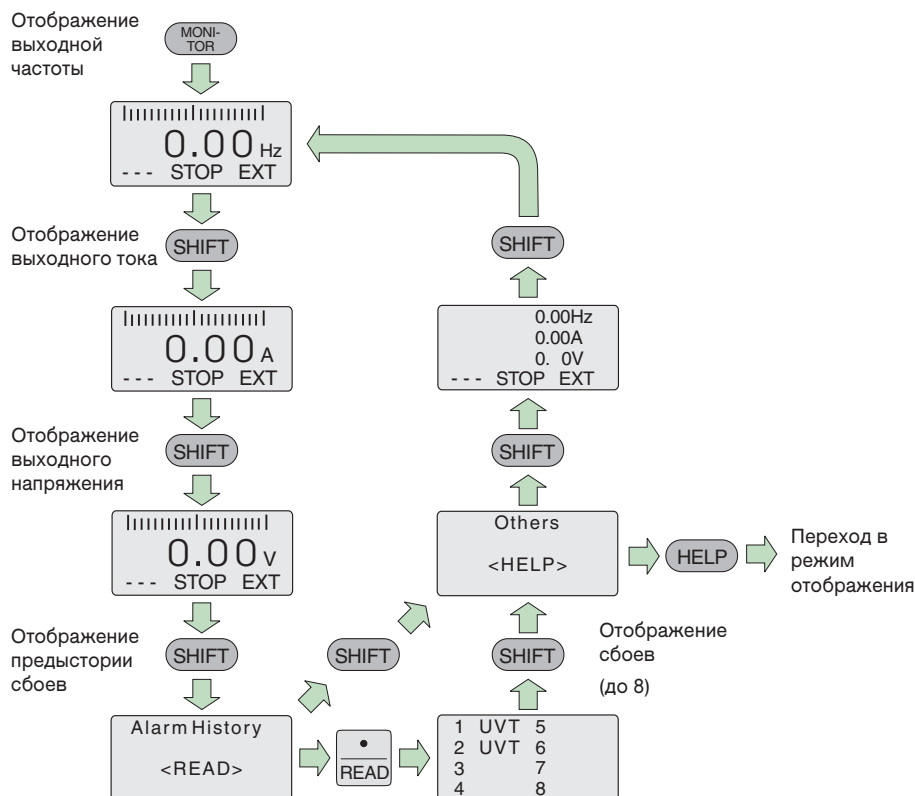 Отображение
выходной
частоты
MONI-
TOR
0.00 Hz
--- STOP EXT
Отображение
выходного тока
SHIFT
0.00 A
--- STOP EXT
Отображение
выходного
напряжения
SHIFT
0.00 V
--- STOP EXT
Отображение
предыстории
сбоев
SHIFT
Alarm History
<READ>
SHIFT
READ
1 UVT 5
2 UVT 6
3 7
4 8
SHIFT
Отображение
сбоев
(до 8)
Others
<HELP>
HELP
Переход в
режим
отображения
SHIFT
0.00Hz
0.00A
0. 0V
--- STOP EXT
SHIFT